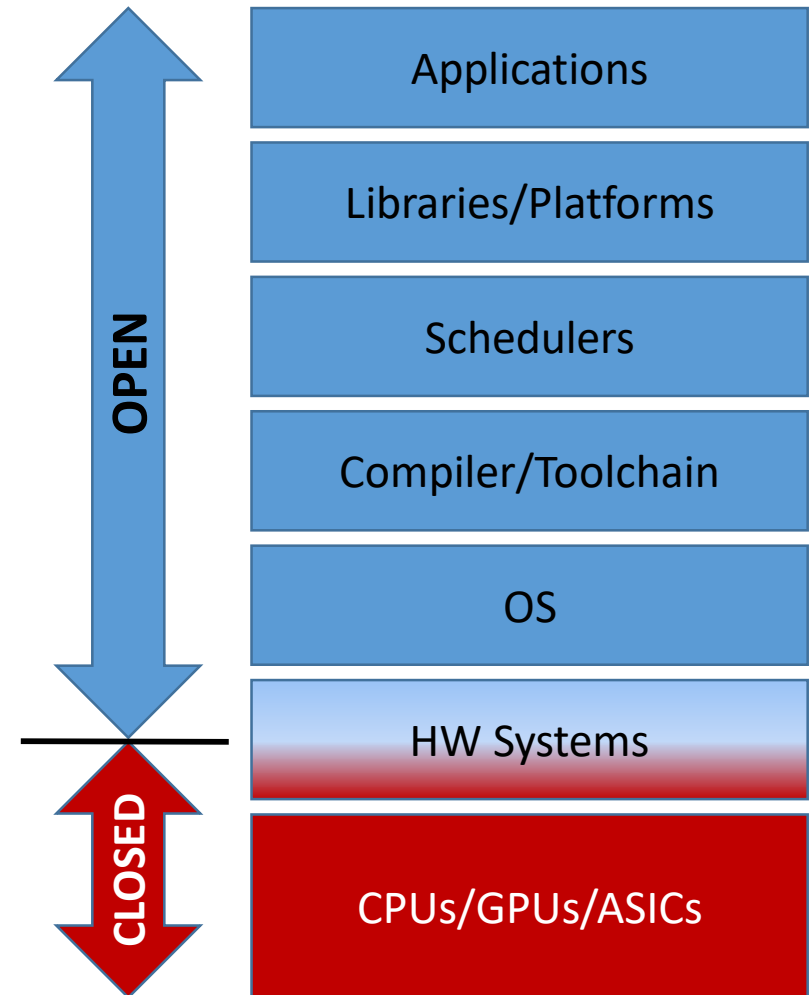 Applications
Libraries/Platforms
Schedulers
OPEN
Compiler/Toolchain
OS
HW Systems
CLOSED
CPUs/GPUs/ASICs